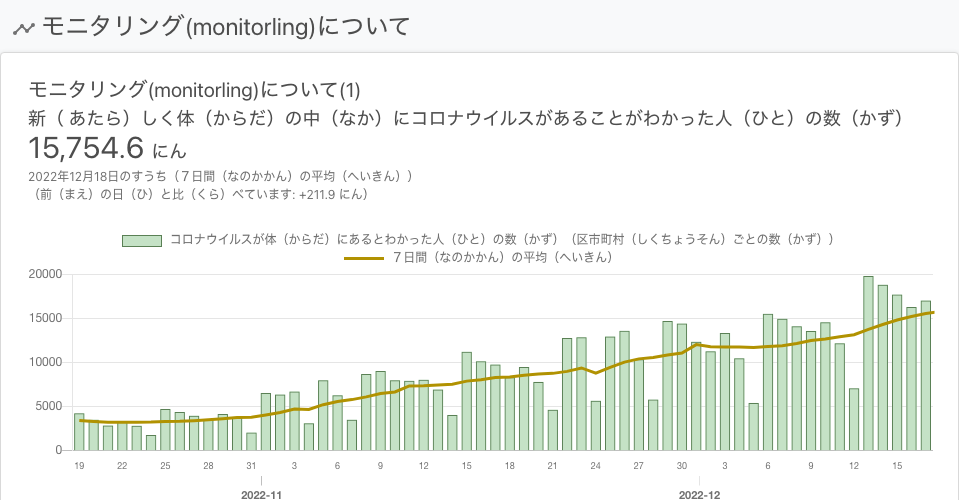 モニタリング(monitorling)について
モニタリング(monitorling)について(1)
新（ あたら）しく体（からだ）の中（なか）にコロナウイルスがあることがわかった人（ひと）の数（かず）
15,754.6 にん
2022年12月18日のすうち（７日間（なのかかん）の平均（へいきん））
（前（まえ）の日（ひ）と比（くら）べています: +211.9 にん）
コロナウイルスが体（からだ）にあるとわかった人（ひと）の数（かず）（区市町村（しくちょうそん）ごとの数（かず））
７日間（なのかかん）の平均（へいきん）
20000
15000
10000
5000
0
19 22 25 28 31 3 6 9 12 15 18 21 24 27 30 3 6 9 12 15
2022-11 2022-12